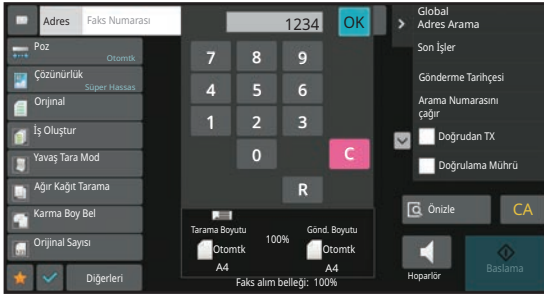 Adres
Faks Numarası
Poz
Otomtk
Çözünürlük
Süper Hassas
Orijinal
İş Oluştur
Yavaş Tara Mod
Ağır Kağıt Tarama
Karma Boy Bel
Orijinal Sayısı
Diğerleri
1234
OK
7 8 9
4 5 6
1 2 3
0
C
R
Tarama Boyutu
Otomtk
A4
100%
Gönd. Boyutu
Otomtk
A4
Faks alım belleği: 100%
Global
Adres Arama
Son İşler
Gönderme Tarihçesi
Arama Numarasını
çağır
Doğrudan TX
Doğrulama Mührü
Önizle
CA
Hoparlör
Baslama